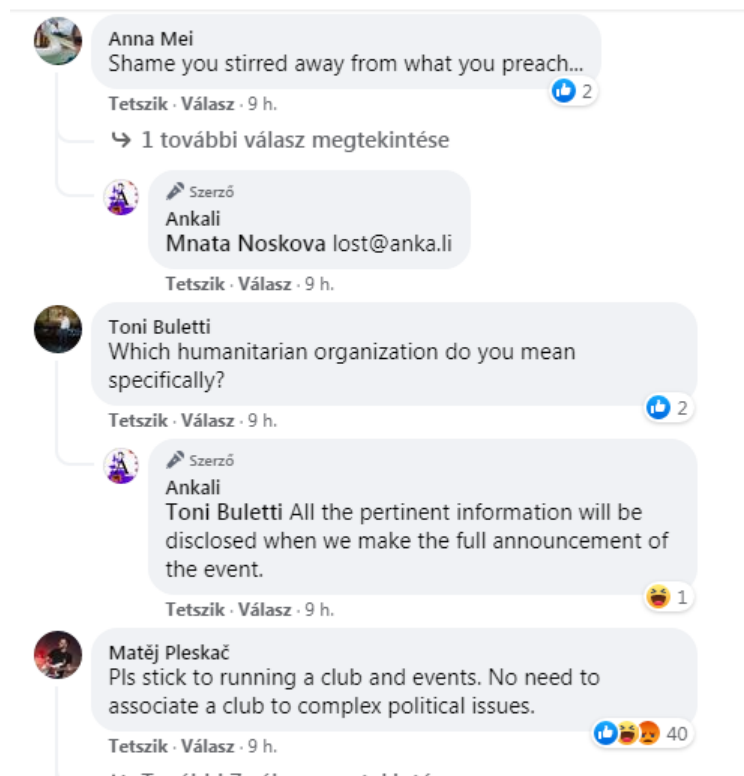 Anna Mei
Shame you stirred away from what you preach...
2
Tetszik · Válasz · 9 h.
1 további válasz megtekintése
Szerző
Ankali
Mnata Noskova lost@anka.li
Tetszik · Válasz · 9 h.
Toni Buletti
Which humanitarian organization do you mean
specifically?
2
Tetszik · Válasz · 9 h.
Szerző
Ankali
Toni Buletti All the pertinent information will be
disclosed when we make the full announcement of
the event.
1
Tetszik · Válasz · 9 h.
Matěj Pleskač
Pls stick to running a club and events. No need to
associate a club to complex political issues.
40
Tetszik · Válasz · 9 h.